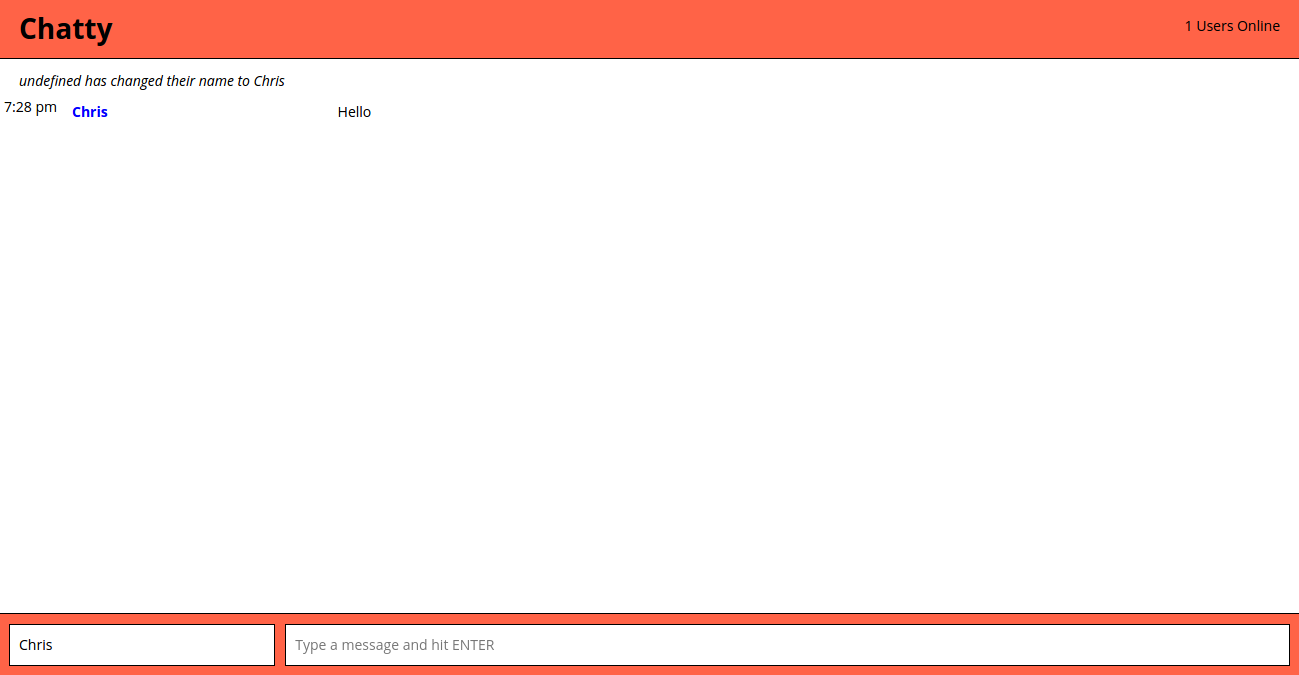 Chatty
1 Users Online
undefined has changed their name to Chris
7:28 pm Chris Hello
Chris Type a message and hit ENTER